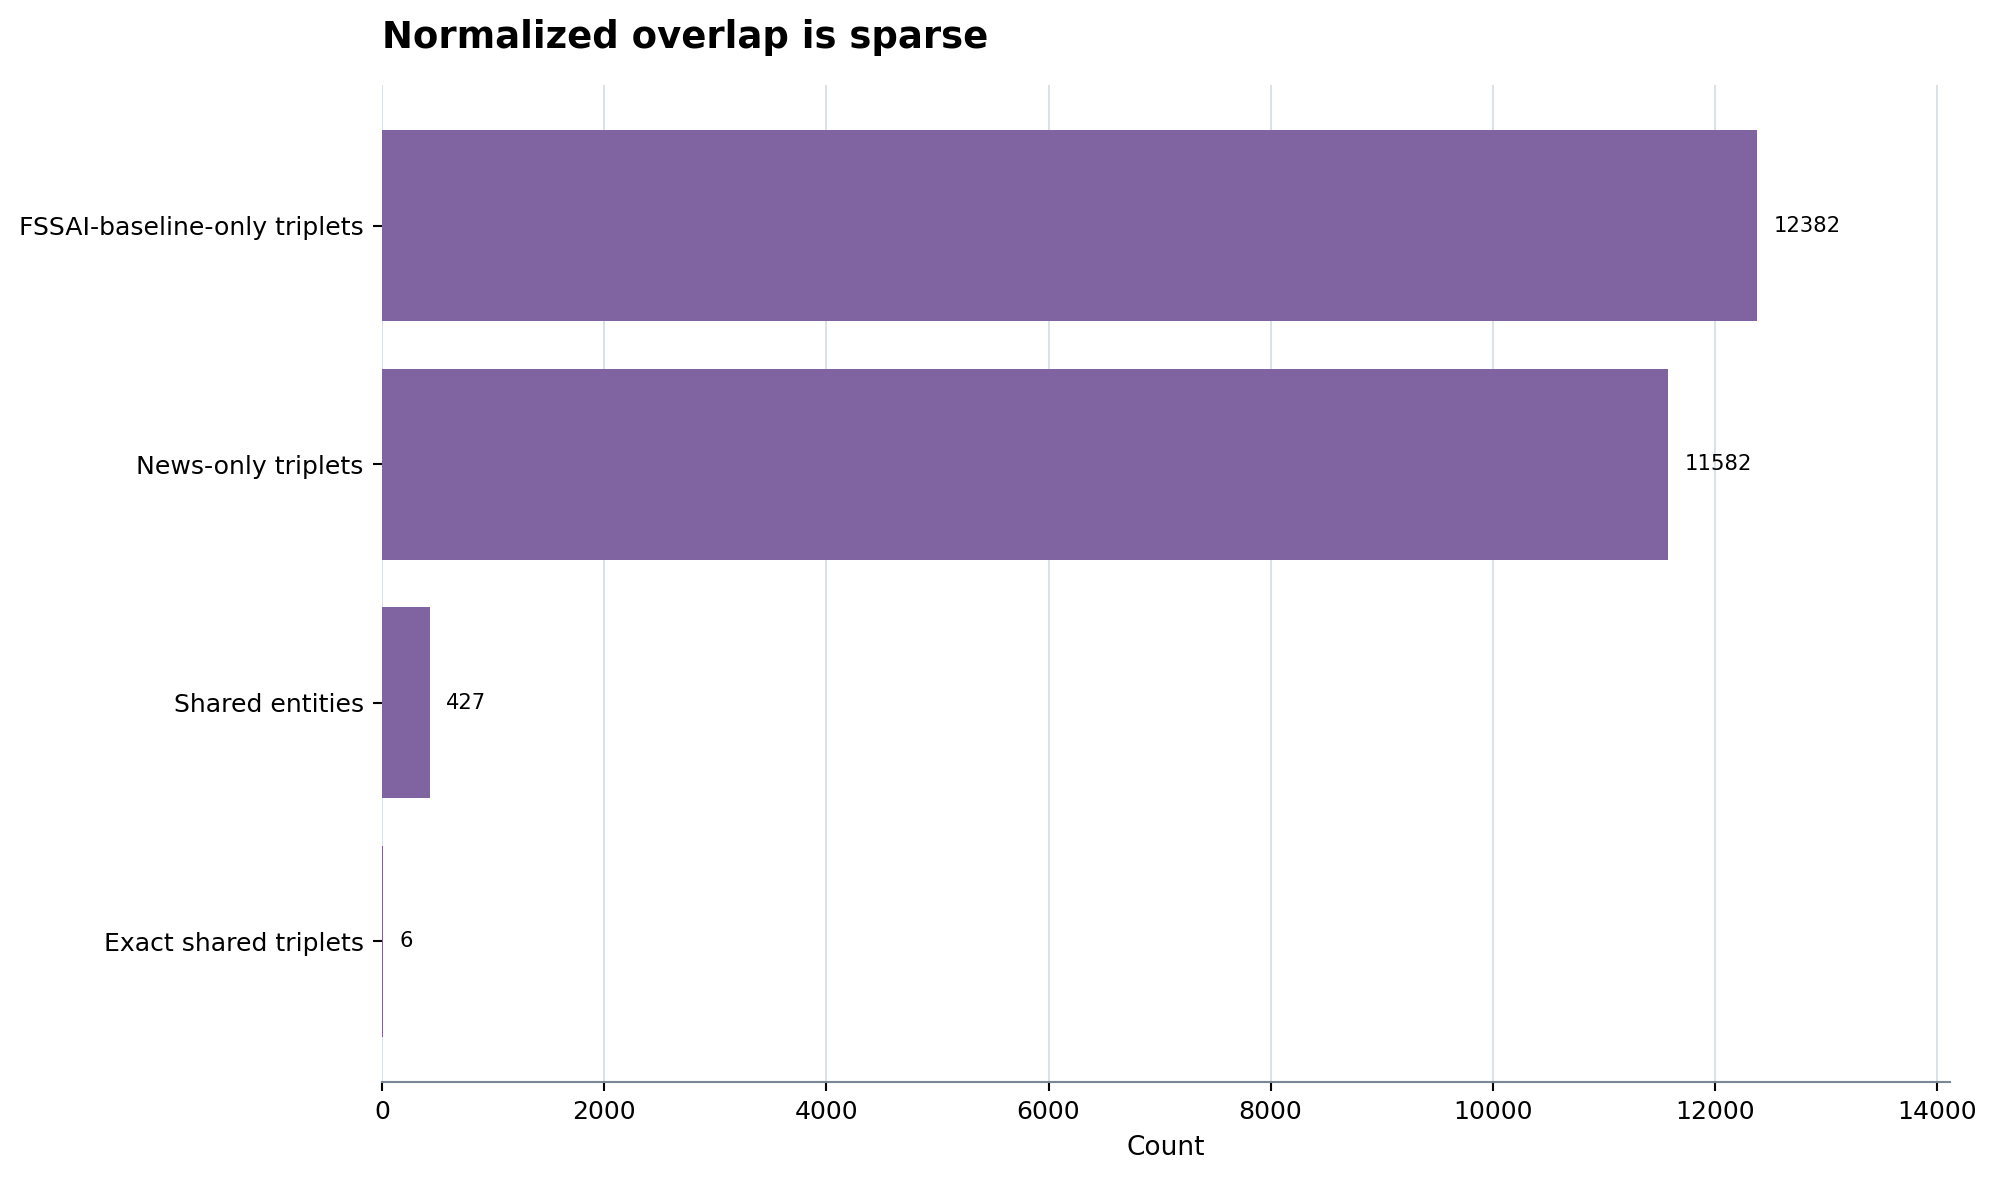 Normalized overlap is sparse
FSSAI-baseline-only triplets
12382
News-only triplets
11582
Shared entities
427
Exact shared triplets
6
0 2000 4000 6000 8000 10000 12000 14000
Count